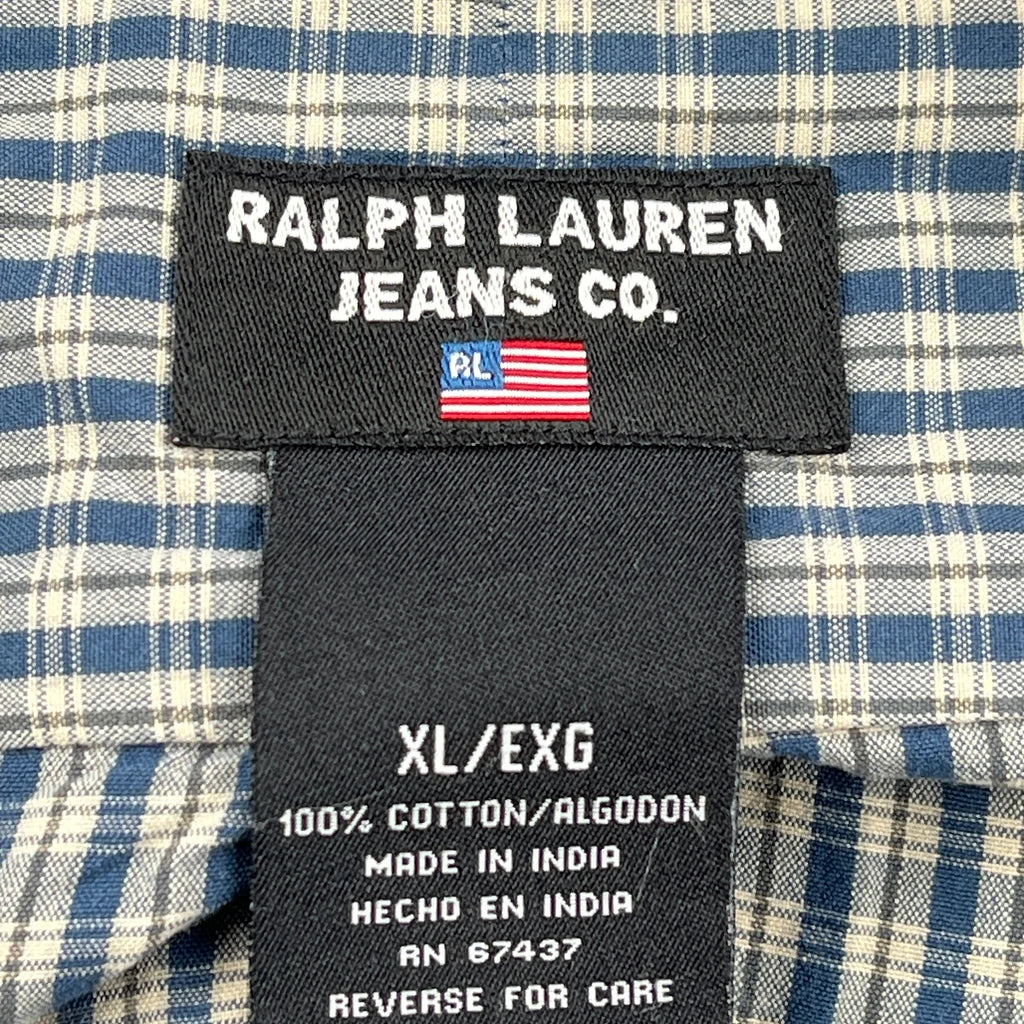 RALPH LAUREN
JEANS CO.
RL
XL/EXG
100% COTTON/ALGODON
MADE IN INDIA
HECHO EN INDIA
RN 67437
REVERSE FOR CARE